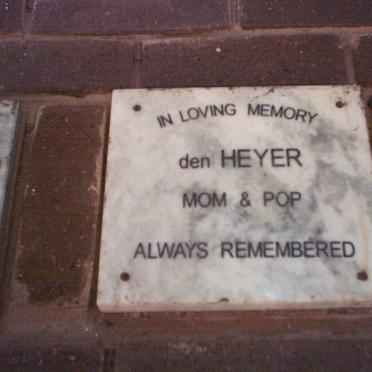 IN LOVING MEMORY
den HEYER
MOM & POP
ALWAYS REMEMBERED